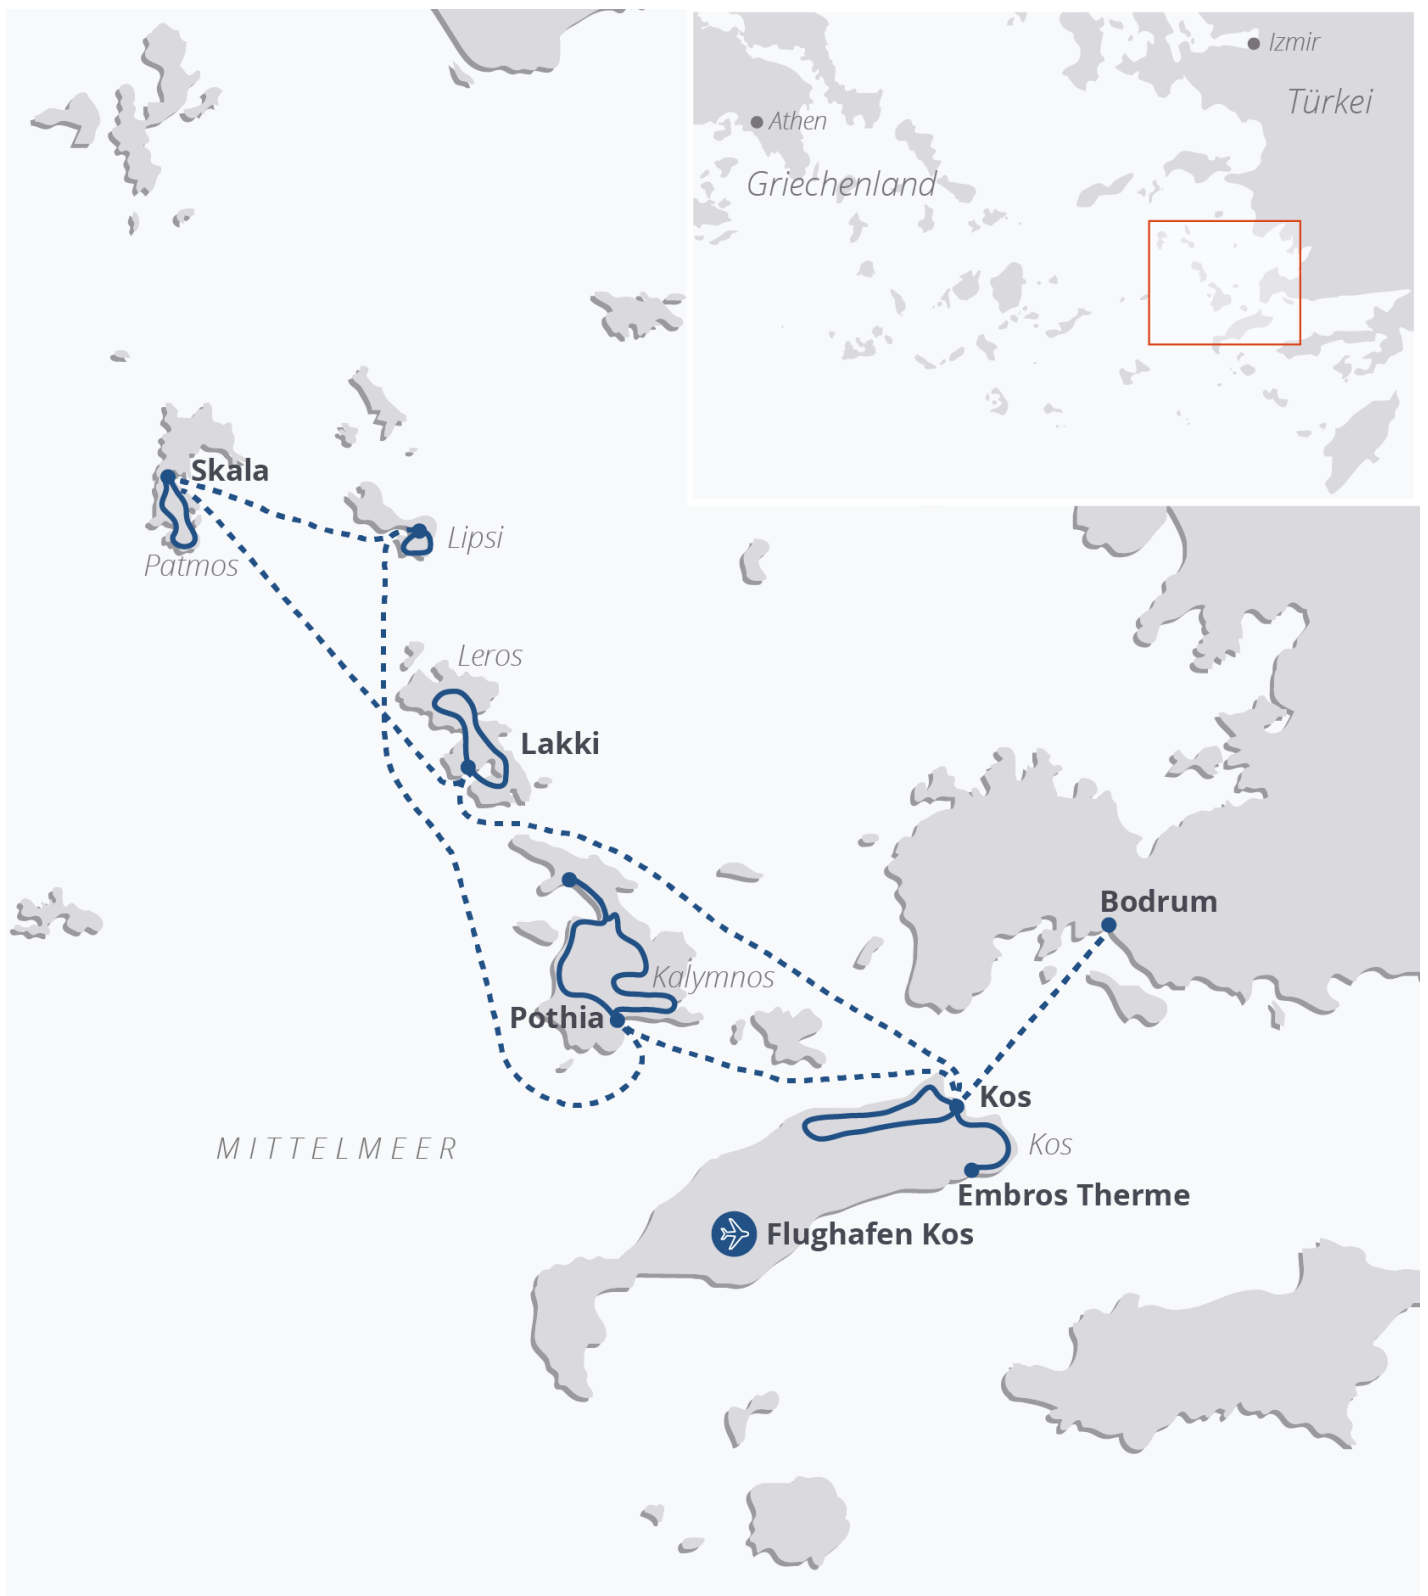 Izmir
Türkei
Athen
Griechenland
Skala
Lipsi
Patmos
Leros
Lakki
Bodrum
Kalymnos
Pothia
Kos
MITTELMEER
Kos
Embros Therme
Flughafen Kos